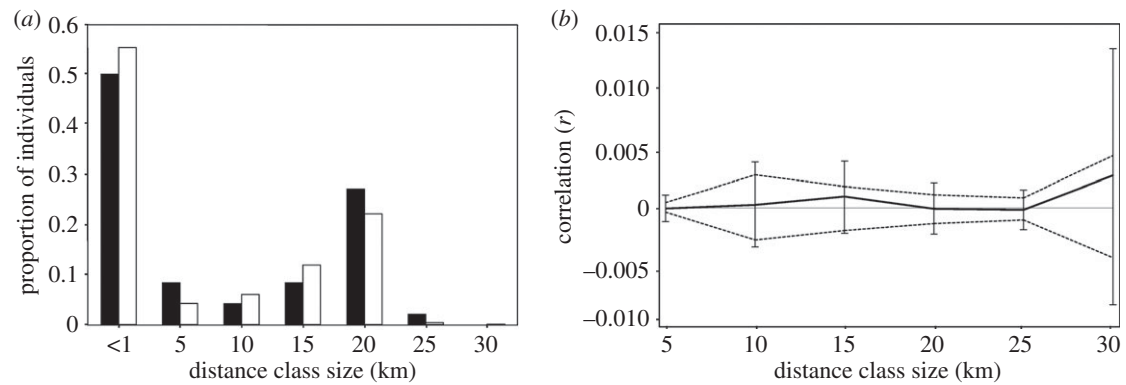 (a)
0.6
0.5
0.4
0.3
0.2
0.1
0
proportion of individuals
<1 5 10 15 20 25 30
distance class size (km)
(b)
0.015
0.010
0.005
0
–0.005
–0.010
correlation (r)
5 10 15 20 25 30
distance class size (km)